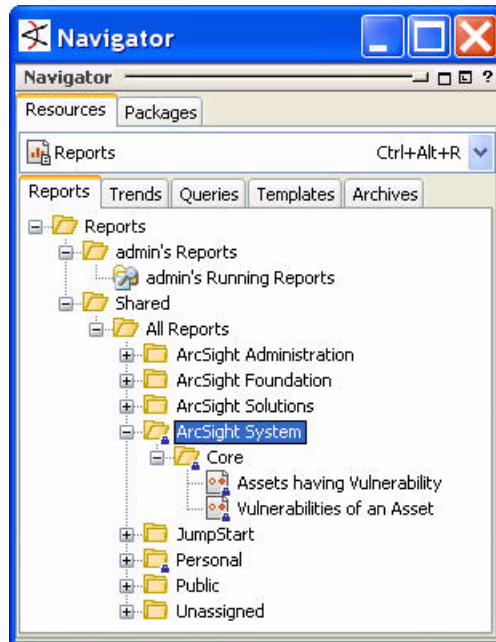 Navigator
Navigator ?
Resources Packages
Reports Ctrl+Alt+R
Reports Trends Queries Templates Archives
Reports
admin's Reports
admin's Running Reports
Shared
All Reports
ArcSight Administration
ArcSight Foundation
ArcSight Solutions
ArcSight System
Core
Assets having Vulnerability
Vulnerabilities of an Asset
JumpStart
Personal
Public
Unassigned